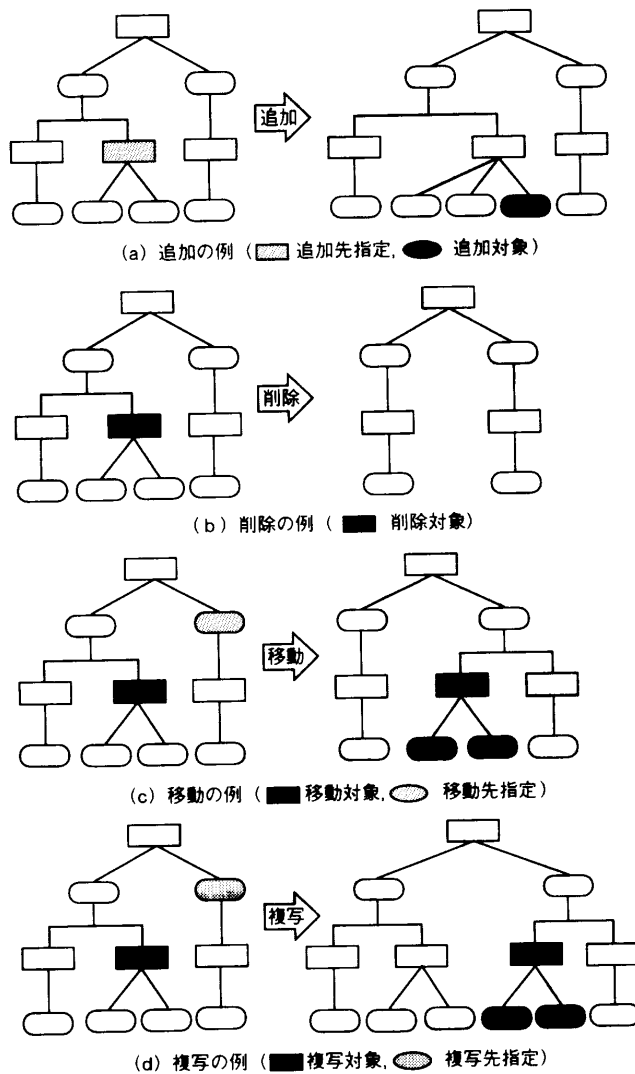 追加
(a) 追加の例 ( 追加先指定, 追加対象)
削除
(b) 削除の例 ( 削除対象)
移動
(c) 移動の例 ( 移動対象, 移動先指定)
複写
(d) 複写の例 ( 複写対象, 複写先指定)